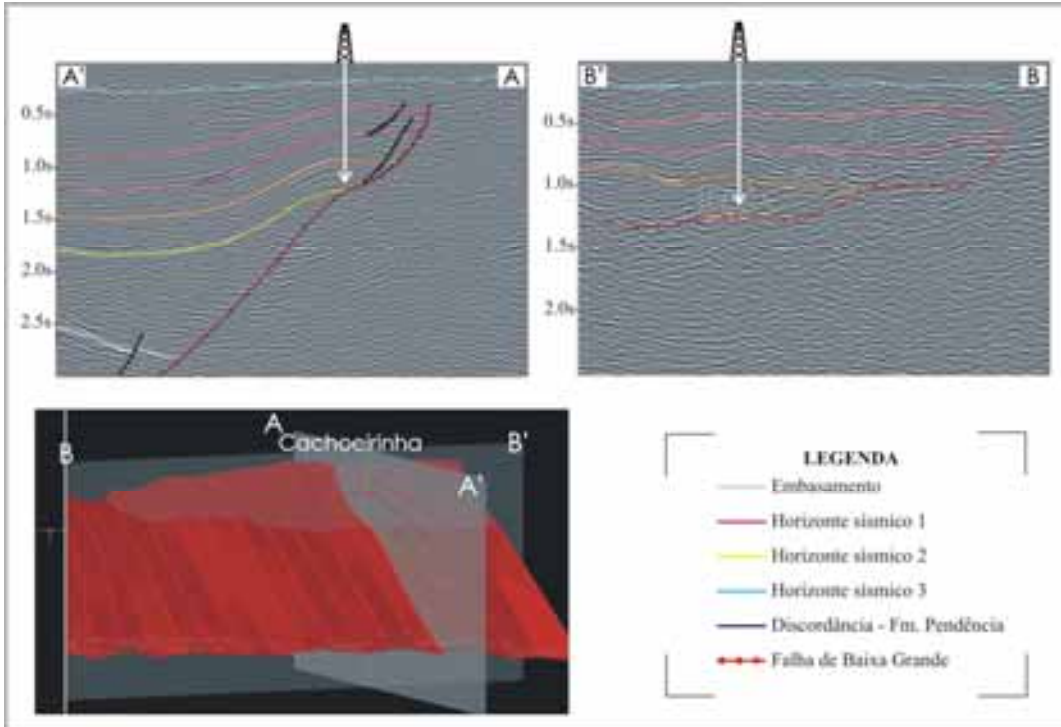 A'
A
0.5s
1.0s
1.5s
2.0s
2.5s
B'
B
0.5s
1.0s
1.5s
2.0s
A
Cachoeirinha
B
B'
A'
LEGENDA
Embasamento
Horizonte sísmico 1
Horizonte sísmico 2
Horizonte sísmico 3
Discordância - Fm. Pendência
Falha de Baixa Grande